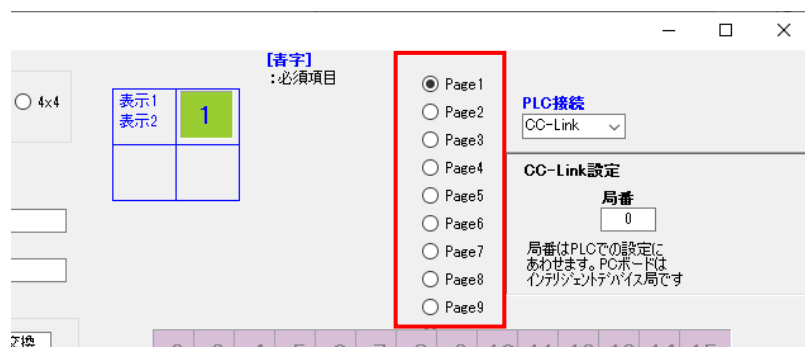 [青字]
:必須項目
4x4
表示1
表示2
1
Page1
Page2
Page3
Page4
Page5
Page6
Page7
Page8
Page9
PLC接続
CC-Link
CC-Link設定
局番
0
局番はPLCでの設定に
あわせます。PCボードは
インテリジェントデバイス局です
交換